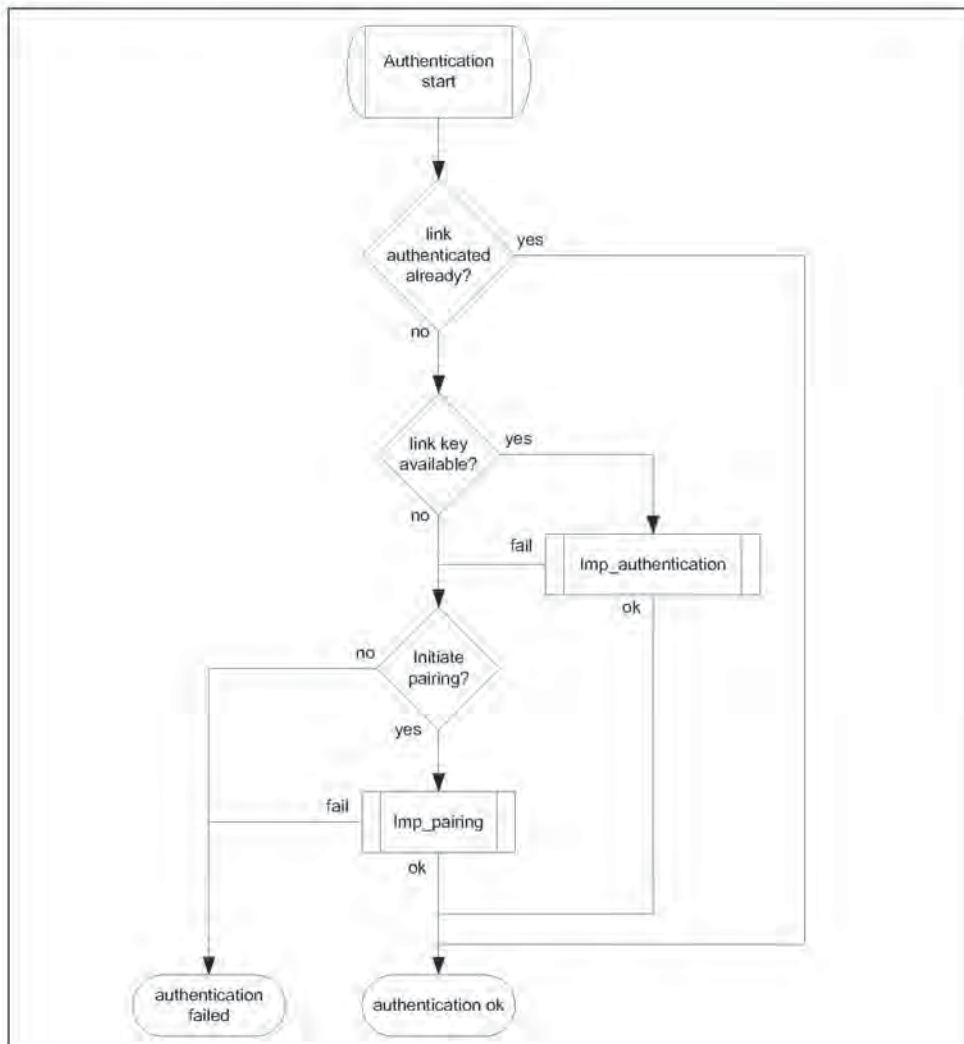 Authentication
start
link
authenticated
already?
yes
no
link key
available?
yes
no
fail
lmp_authentication
ok
no
Initiate
pairing?
yes
fail
lmp_pairing
ok
authentication
failed
authentication ok